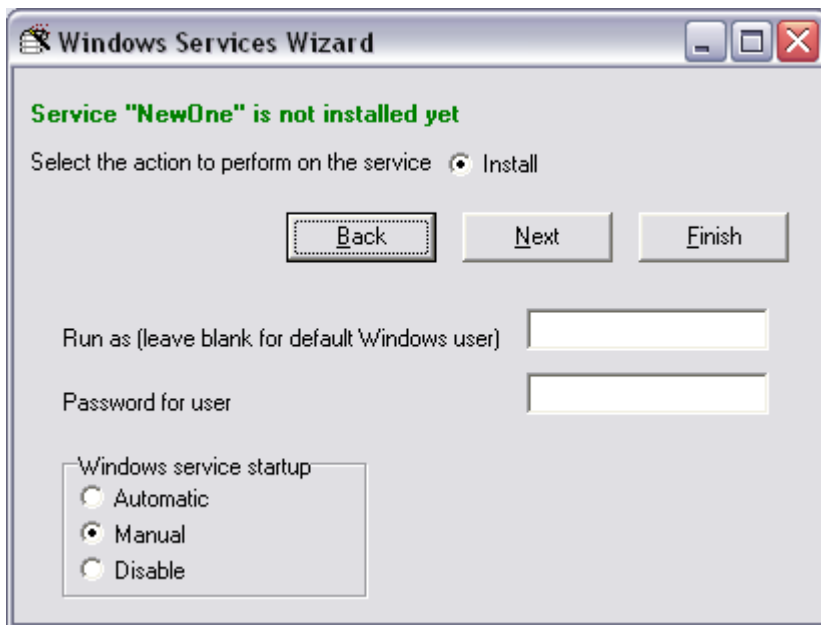 Windows Services Wizard
Service "NewOne" is not installed yet
Select the action to perform on the service Install
Back Next Finish
Run as (leave blank for default Windows user)
Password for user
Windows service startup
Automatic
Manual
Disable